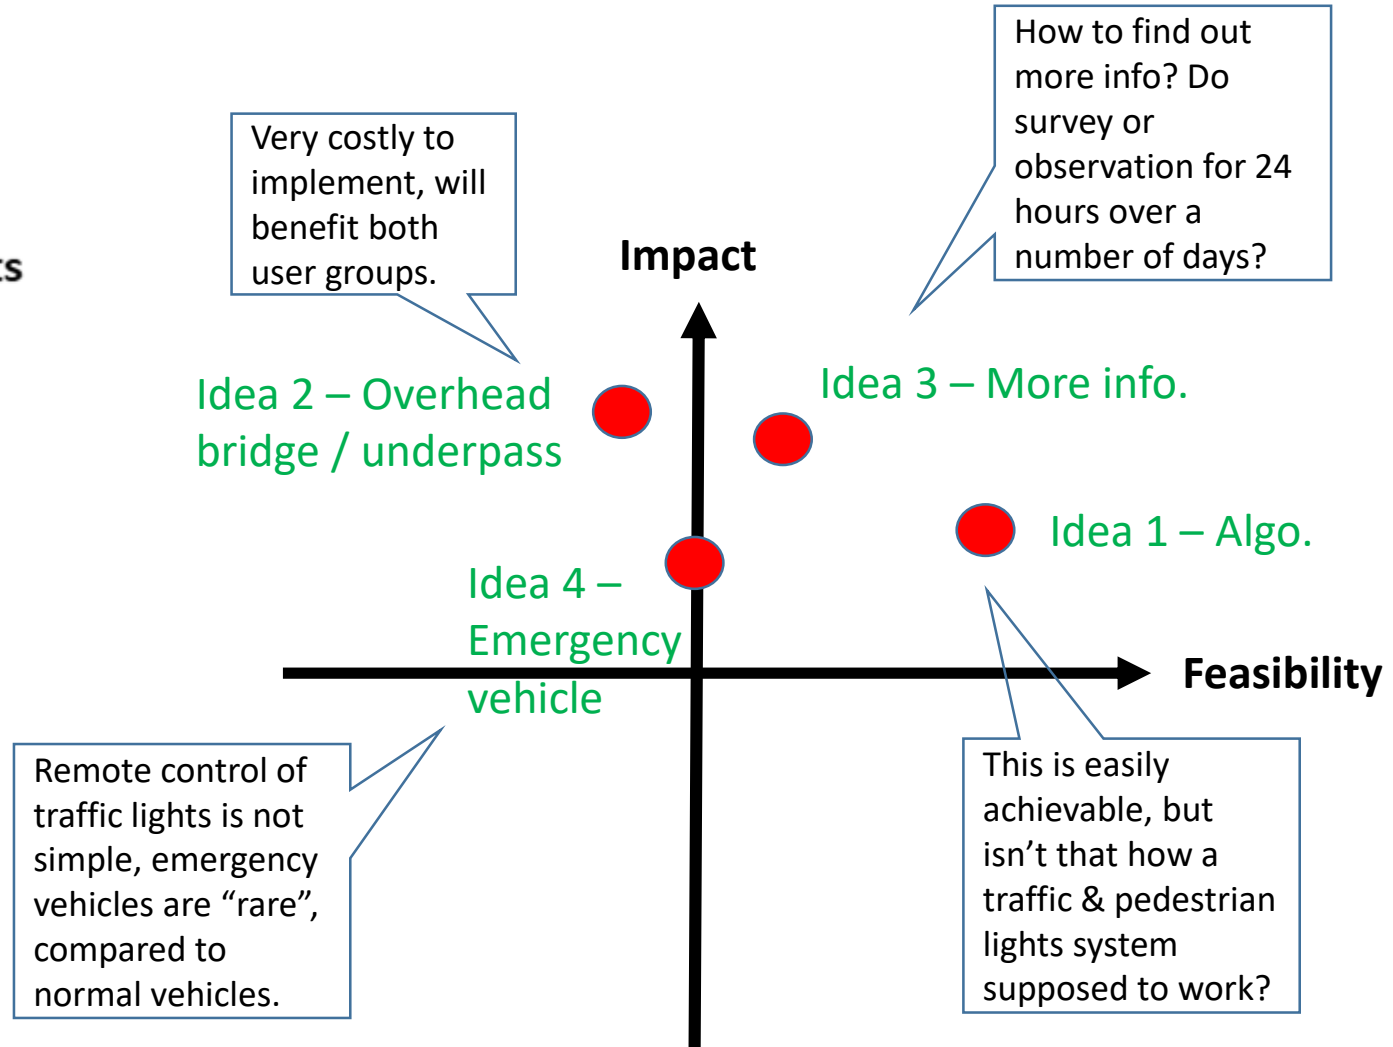 How to find out
more info? Do
survey or
observation for 24
hours over a
number of days?
Very costly to
implement, will
benefit both
user groups.
ts
Impact
Idea 2 – Overhead
bridge / underpass
Idea 3 – More info.
Idea 1 – Algo.
Idea 4 –
Emergency
vehicle
Feasibility
Remote control of
traffic lights is not
simple, emergency
vehicles are “rare”,
compared to
normal vehicles.
This is easily
achievable, but
isn’t that how a
traffic & pedestrian
lights system
supposed to work?